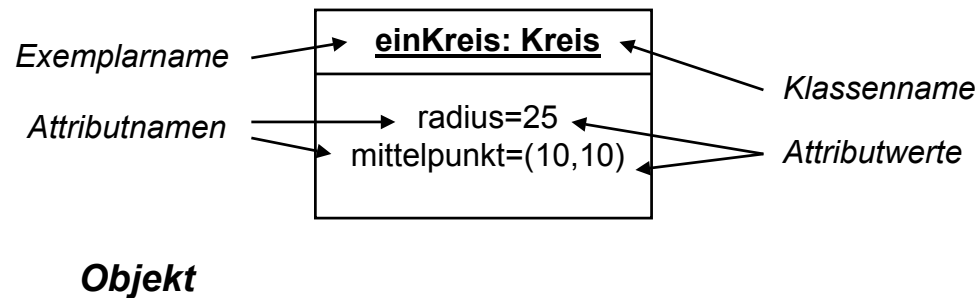 einKreis: Kreis
Exemplarname
Klassenname
Attributnamen
radius=25
mittelpunkt=(10,10)
Attributwerte
Objekt